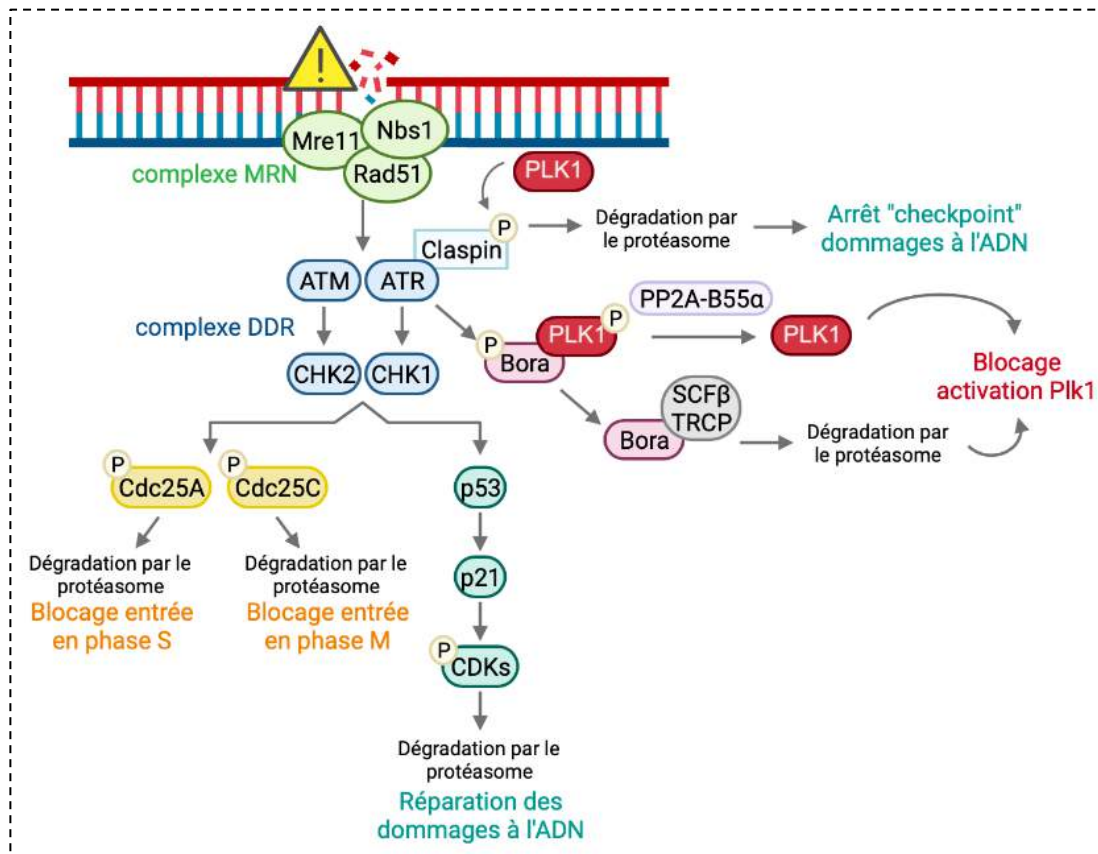 !
Nbs1
Mre11
Rad51
complexe MRN
PLK1
P
Claspin
Dégradation par
le protéasome
Arrêt "checkpoint"
dommages à l'ADN
ATM
ATR
PP2A-B55α
complexe DDR
P
Bora
PLK1
P
PLK1
Blocage
activation Plk1
CHK2
CHK1
SCFβ
TRCP
Bora
Dégradation par
le protéasome
P
Cdc25A
P
Cdc25C
p53
Dégradation par le
protéasome
Blocage entrée
en phase S
Dégradation par le
protéasome
Blocage entrée
en phase M
p21
P
CDKs
Dégradation par le
protéasome
Réparation des
dommages à l'ADN